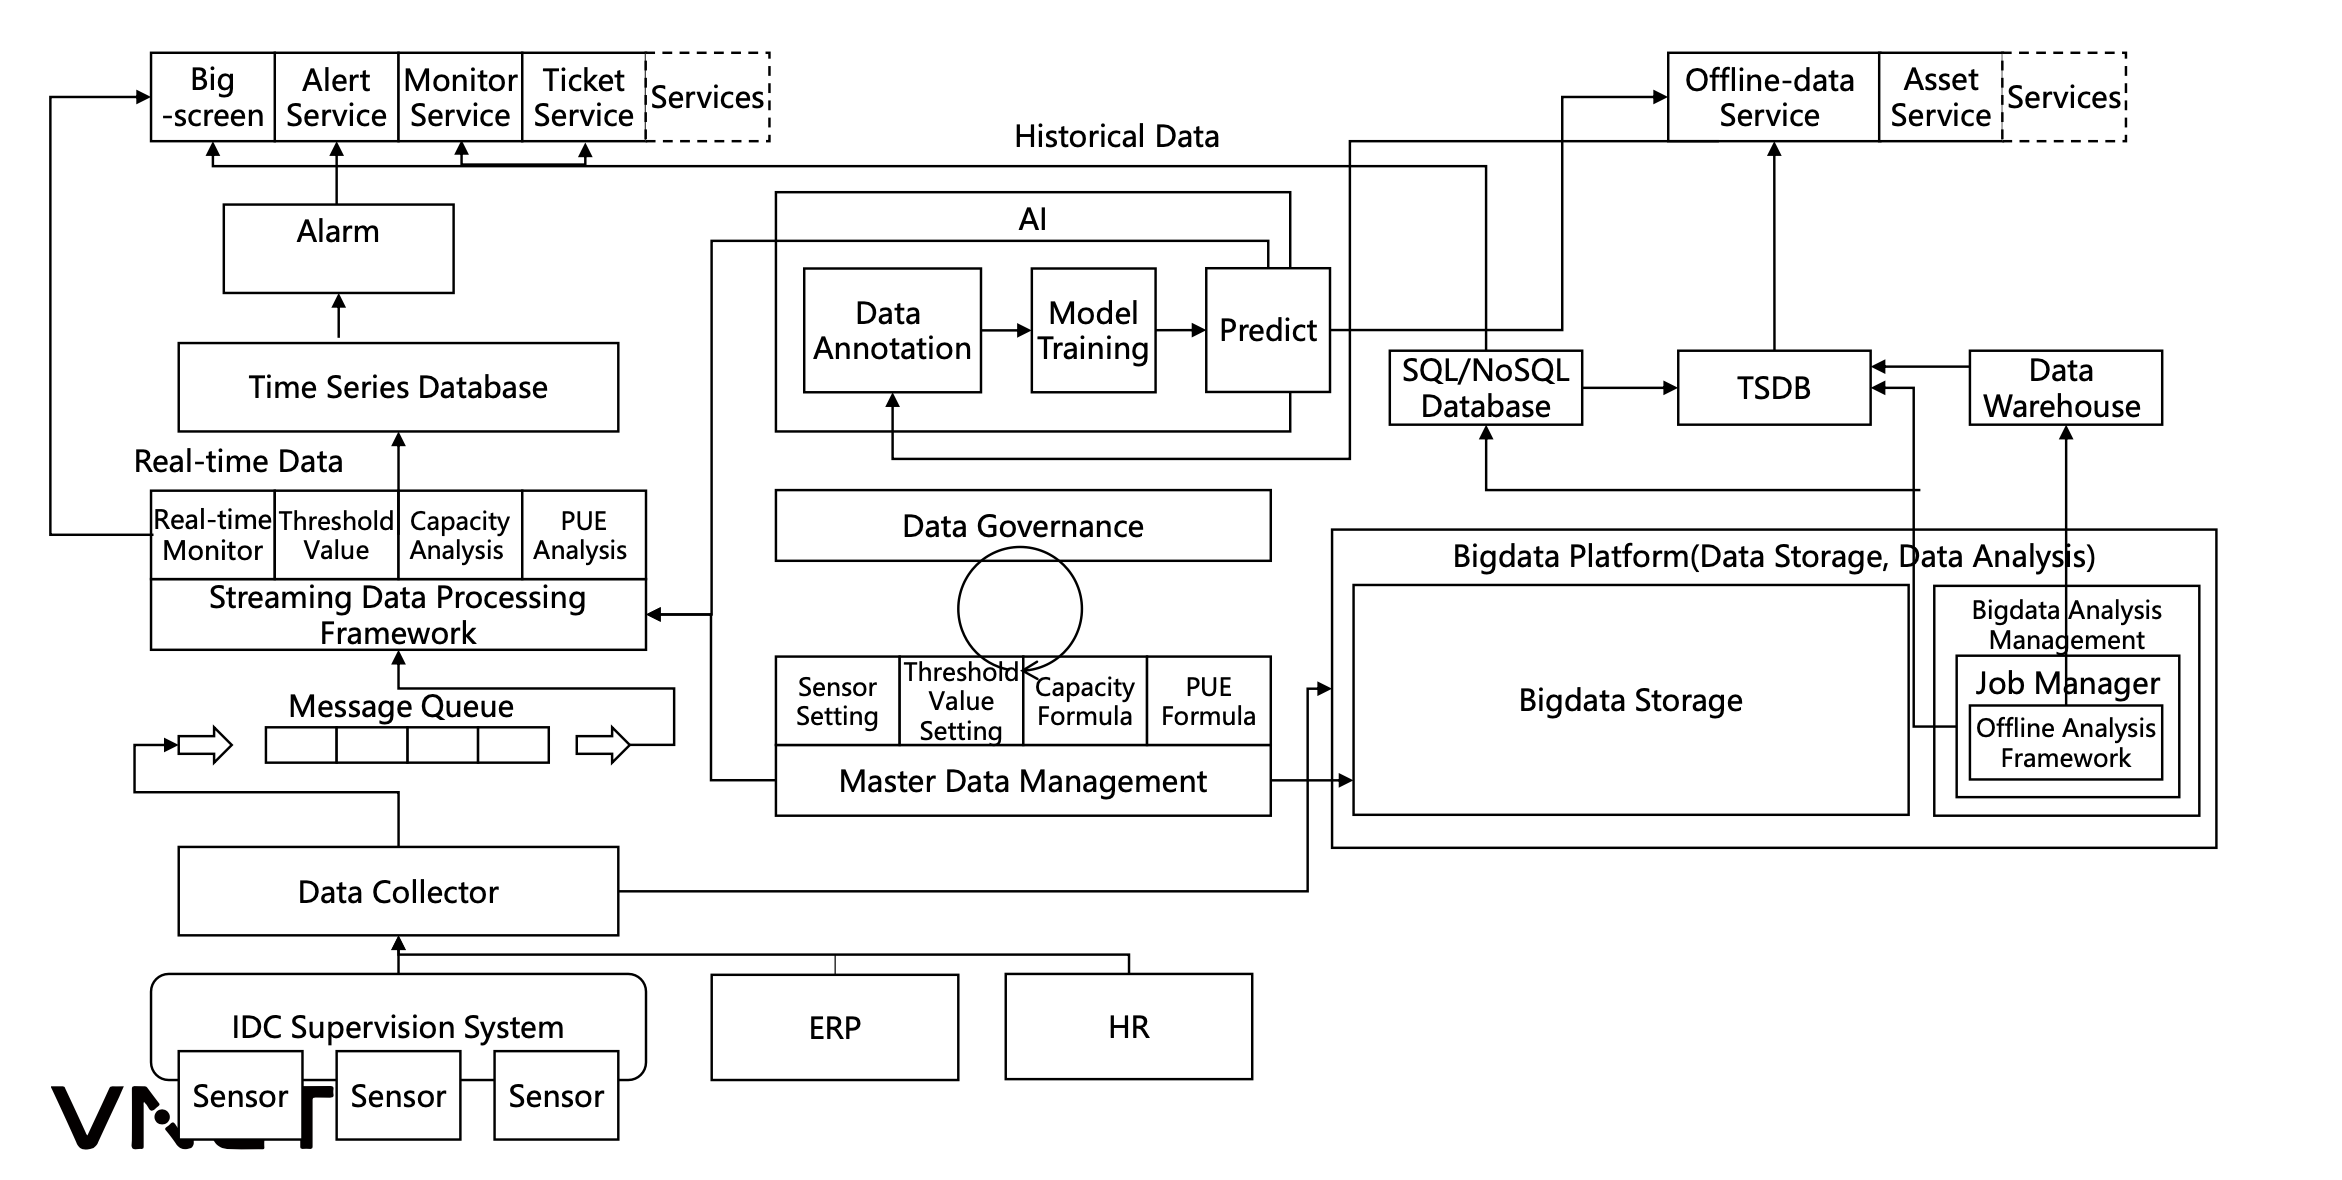 Big
-screen
Alert
Service
Monitor
Service
Ticket
Service
Services
Historical Data
Offline-data
Service
Asset
Service
Services
Alarm
AI
Data
Annotation
Model
Training
Predict
Time Series Database
SQL/NoSQL
Database
TSDB
Data
Warehouse
Real-time Data
Real-time
Monitor
Threshold
Value
Capacity
Analysis
PUE
Analysis
Streaming Data Processing
Framework
Data Governance
Bigdata Platform(Data Storage, Data Analysis)
Bigdata Storage
Bigdata Analysis
Management
Job Manager
Offline Analysis
Framework
Sensor
Setting
Threshold
Value
Setting
Capacity
Formula
PUE
Formula
Master Data Management
Message Queue
Data Collector
IDC Supervision System
Sensor
Sensor
Sensor
ERP
HR